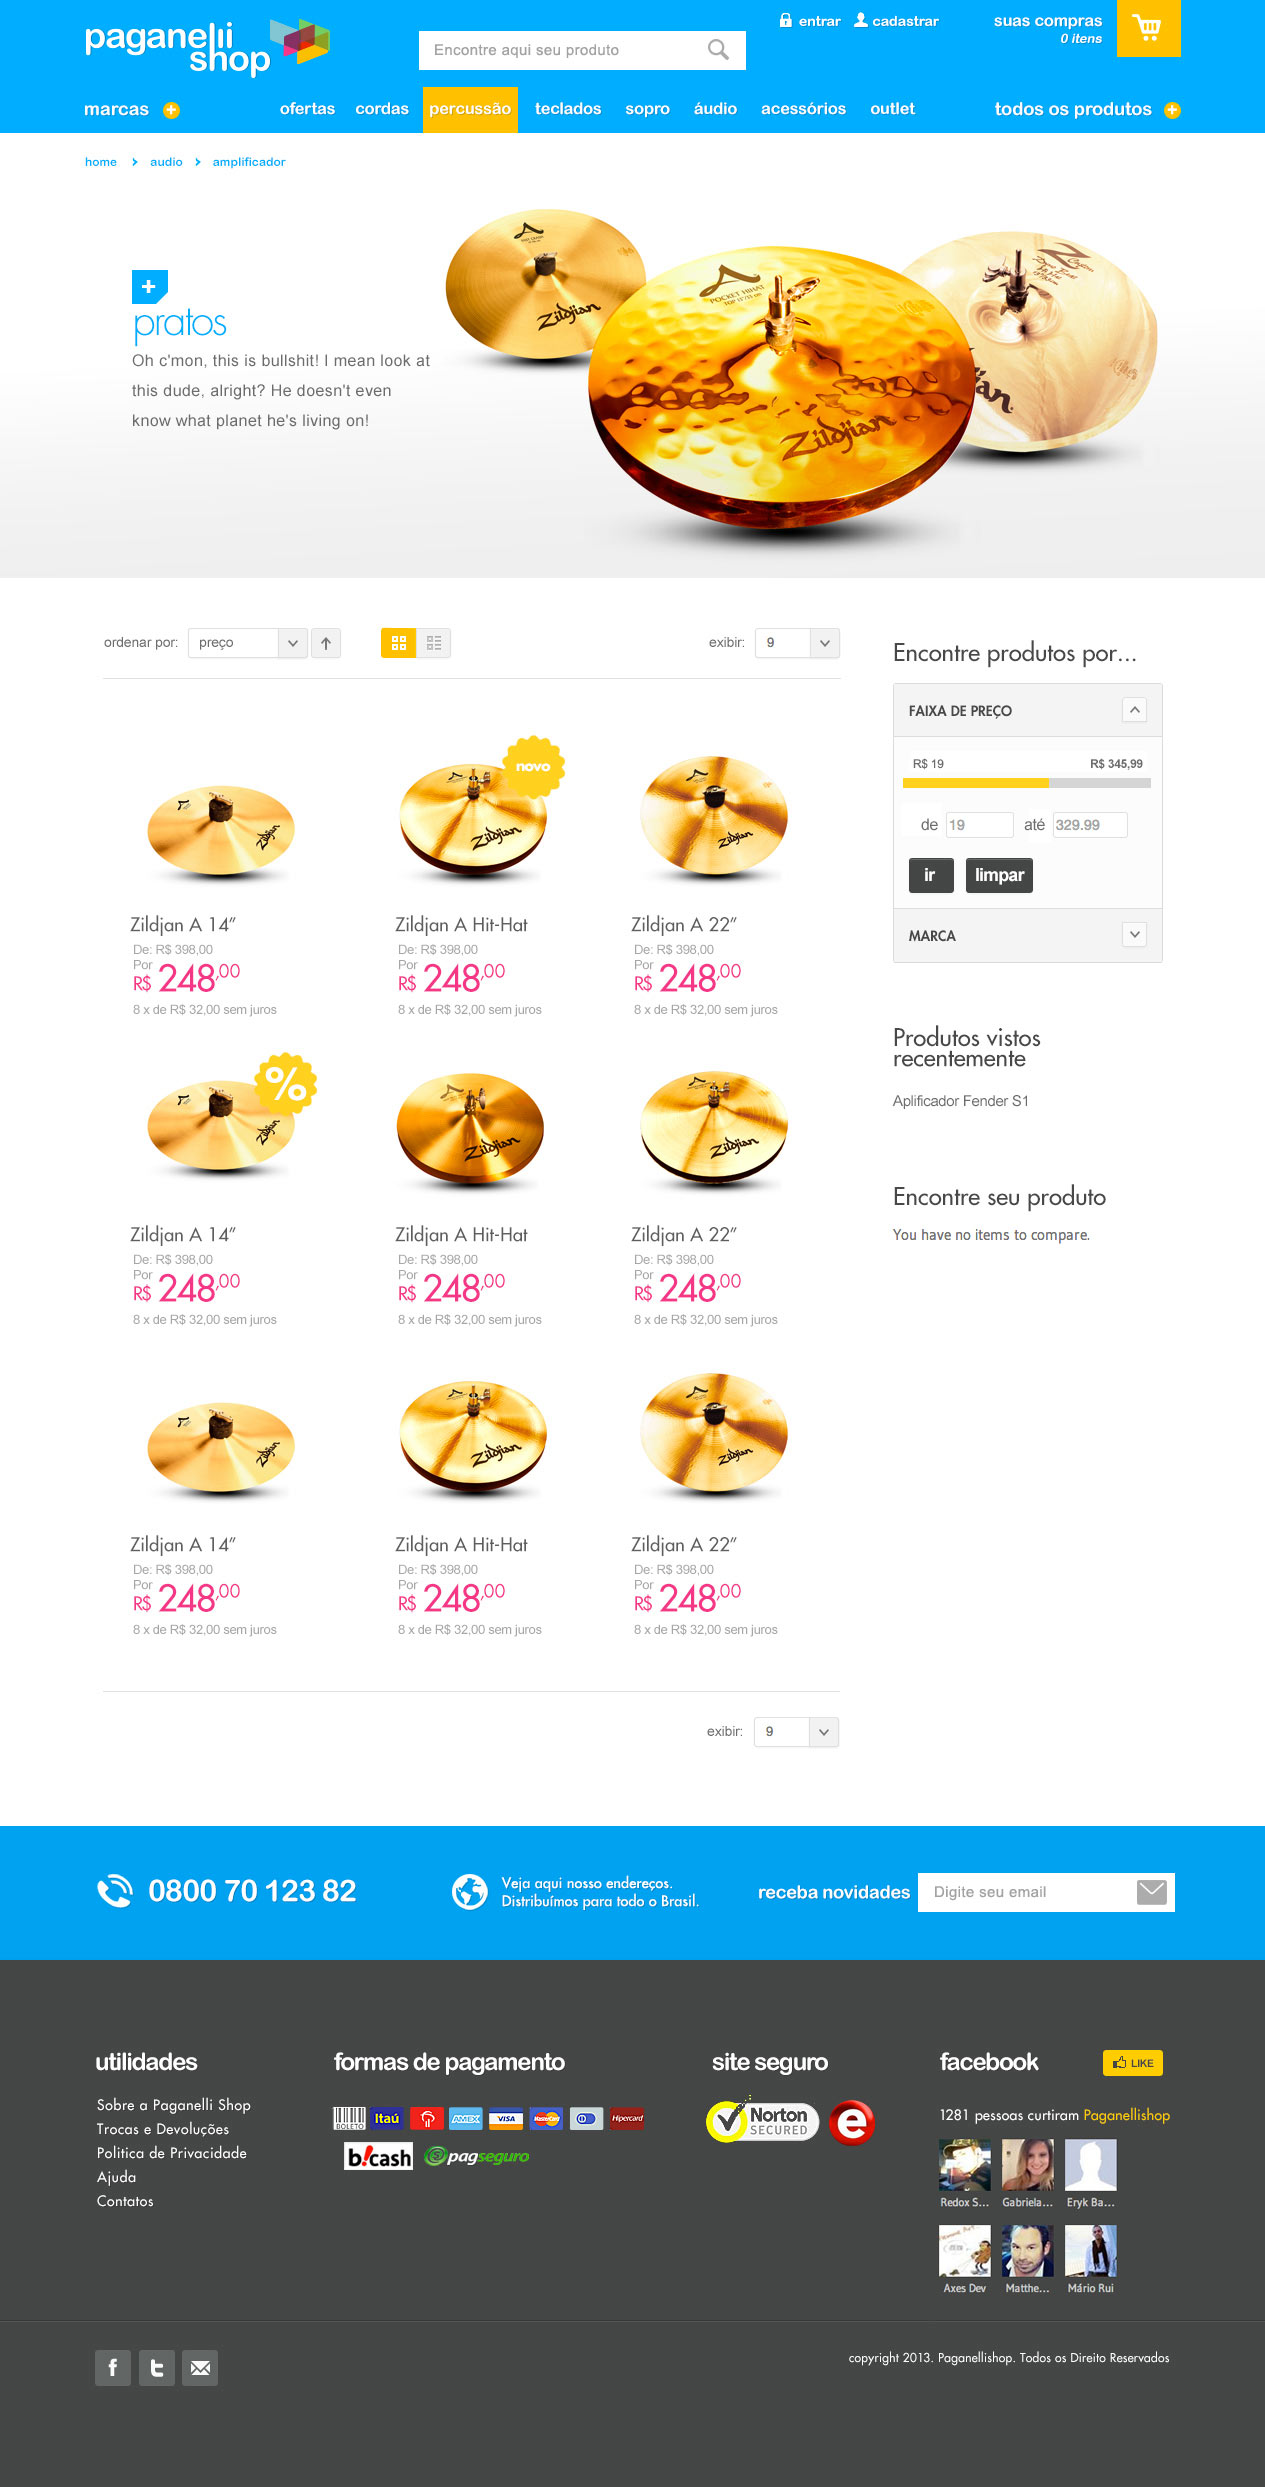 paganelli
shop
Encontre aqui seu produto
entrar
cadastrar
suas compras
0 itens
marcas
ofertas
cordas
percussão
teclados
sopro
áudio
acessórios
outlet
todos os produtos
home > audio > amplificador
pratos
Oh c'mon, this is bullshit! I mean look at
this dude, alright? He doesn't even
know what planet he's living on!
Zildjian
POCKET HIHAT
Zildjian
Z Custom
ordenar por: preço
exibir: 9
novo
Zildjan A 14”
De: R$ 398,00
Por
R$ 248,00
8 x de R$ 32,00 sem juros
Zildjan A Hit-Hat
De: R$ 398,00
Por
R$ 248,00
8 x de R$ 32,00 sem juros
Zildjan A 22”
De: R$ 398,00
Por
R$ 248,00
8 x de R$ 32,00 sem juros
%
Zildjan A 14”
De: R$ 398,00
Por
R$ 248,00
8 x de R$ 32,00 sem juros
Zildjan A Hit-Hat
De: R$ 398,00
Por
R$ 248,00
8 x de R$ 32,00 sem juros
Zildjan A 22”
De: R$ 398,00
Por
R$ 248,00
8 x de R$ 32,00 sem juros
Zildjan A 14”
De: R$ 398,00
Por
R$ 248,00
8 x de R$ 32,00 sem juros
Zildjan A Hit-Hat
De: R$ 398,00
Por
R$ 248,00
8 x de R$ 32,00 sem juros
Zildjan A 22”
De: R$ 398,00
Por
R$ 248,00
8 x de R$ 32,00 sem juros
exibir: 9
Encontre produtos por...
FAIXA DE PREÇO
R$ 19
R$ 345,99
de 19 até 329.99
ir
limpar
MARCA
Produtos vistos
recentemente
Aplificador Fender S1
Encontre seu produto
You have no items to compare.
0800 70 123 82
Veja aqui nosso endereços.
Distribuímos para todo o Brasil.
receba novidades
Digite seu email
utilidades
Sobre a Paganelli Shop
Trocas e Devoluções
Politica de Privacidade
Ajuda
Contatos
formas de pagamento
BOLETO
Itaú
AMEX
VISA
MasterCard
Hipercard
b!cash
pagseguro
site seguro
Norton
SECURED
e
facebook
LIKE
1281 pessoas curtiram Paganellishop
Redox S...
Gabriela...
Eryk Ba...
Axes Dev
Matthe...
Mário Rui
copyright 2013. Paganellishop. Todos os Direito Reservados